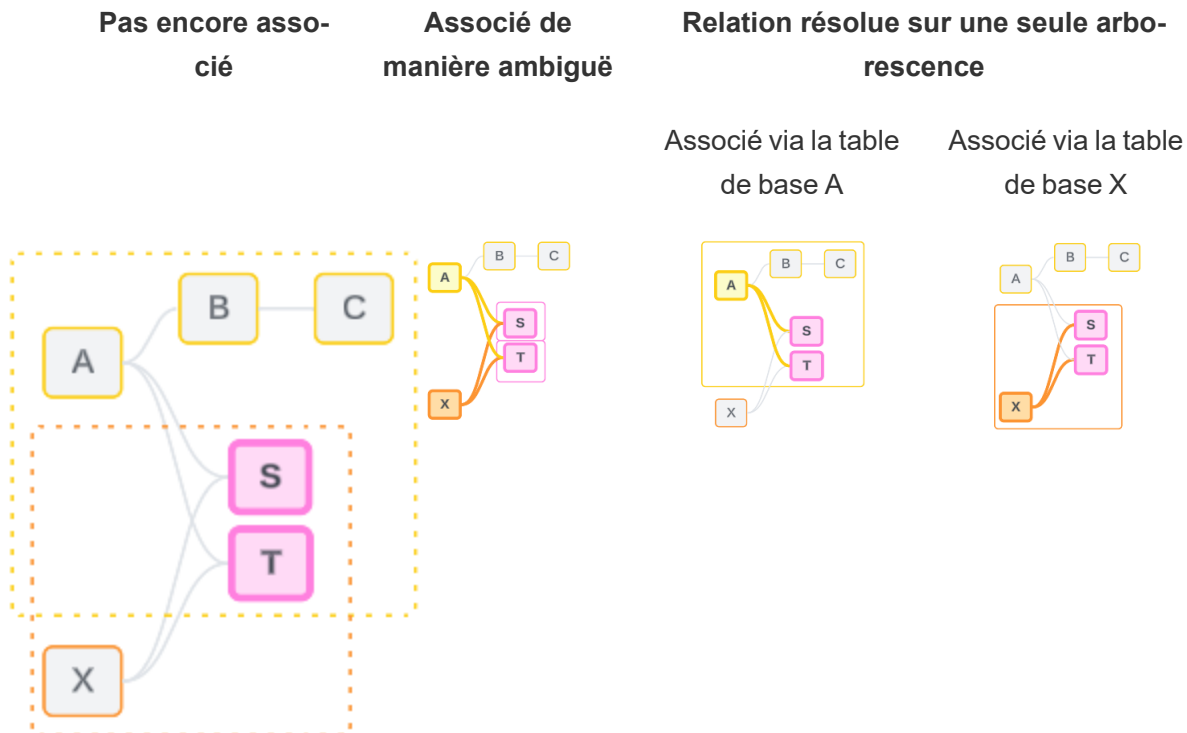 Pas encore asso-
cié
Associé de
manière ambiguë
Relation résolue sur une seule arbo-
rescence
Associé via la table
de base A
Associé via la table
de base X
B C
A
S
T
X
B C
A
S
T
X
B C
A
S
T
X
B C
A
S
T
X